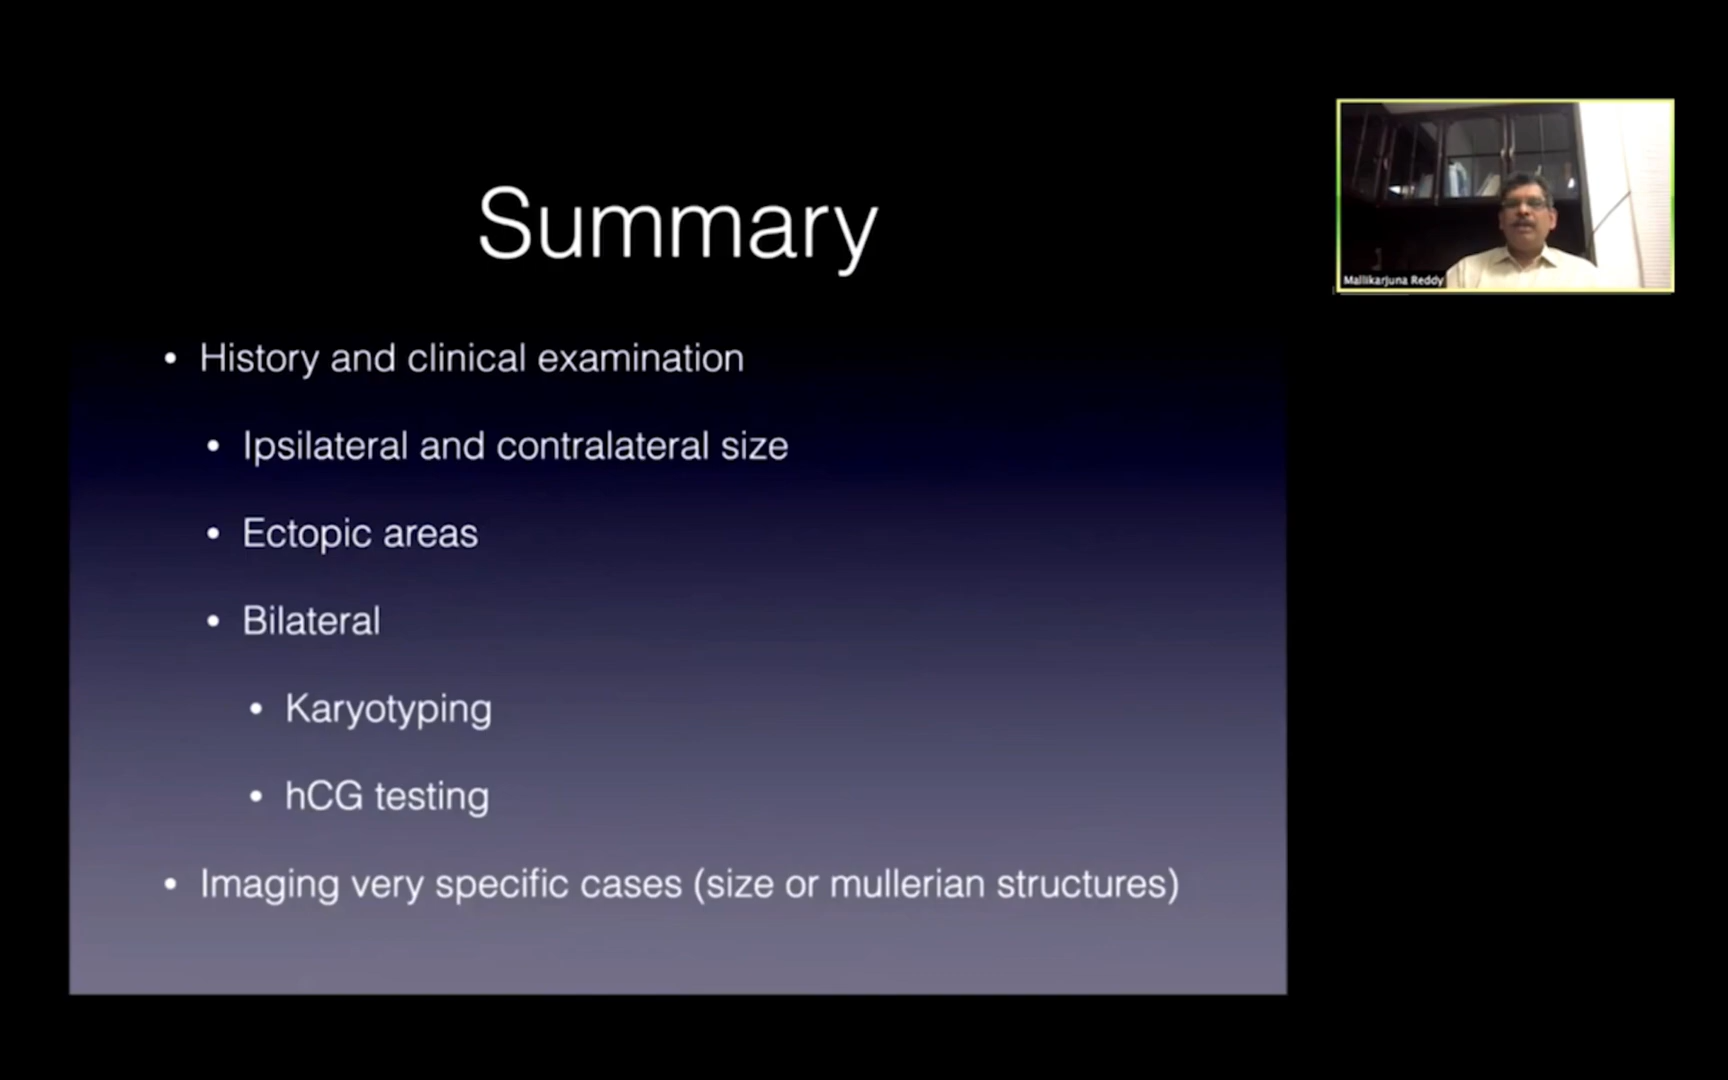 Summary
Mallikarjuna Reddy
• History and clinical examination
• Ipsilateral and contralateral size
• Ectopic areas
• Bilateral
• Karyotyping
• hCG testing
• Imaging very specific cases (size or mullerian structures)